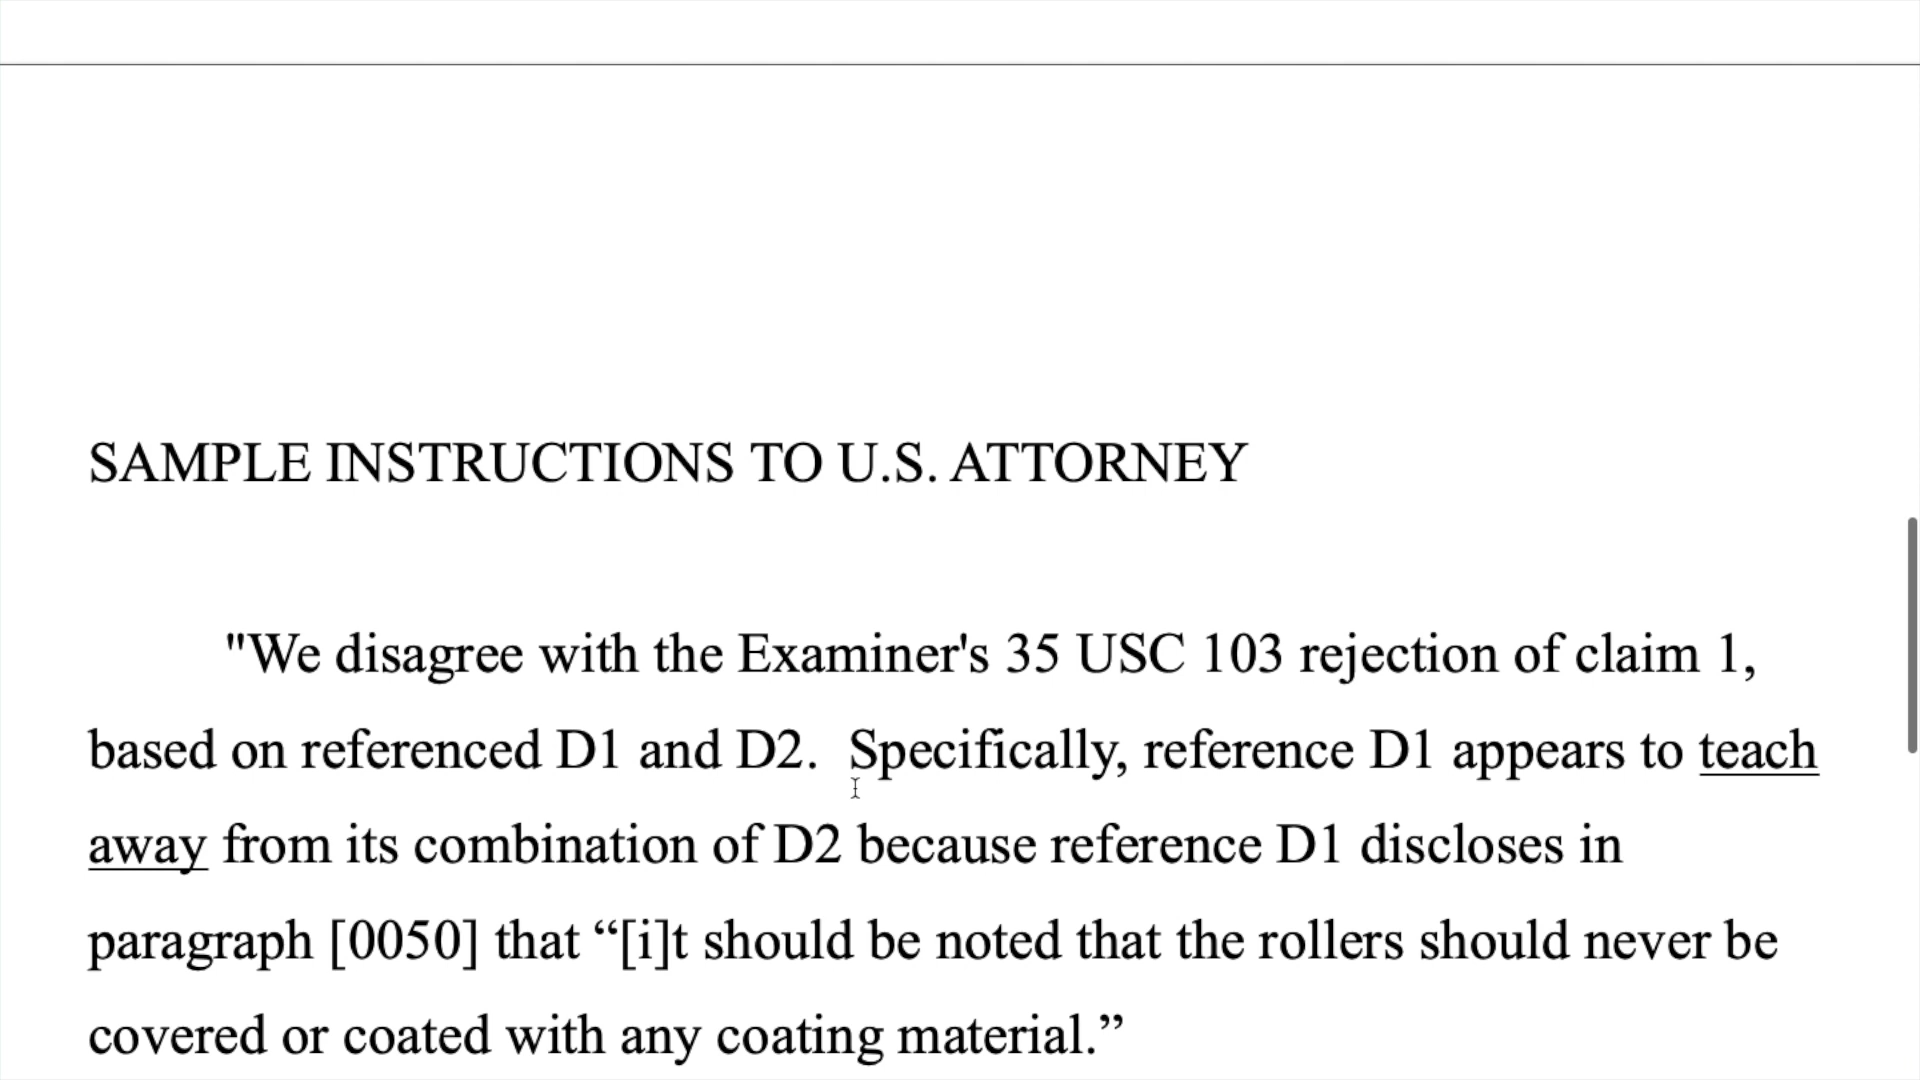 SAMPLE INSTRUCTIONS TO U.S. ATTORNEY
"We disagree with the Examiner's 35 USC 103 rejection of claim 1,
based on referenced D1 and D2.  Specifically, reference D1 appears to teach
away from its combination of D2 because reference D1 discloses in
paragraph [0050] that “[i]t should be noted that the rollers should never be
covered or coated with any coating material.”